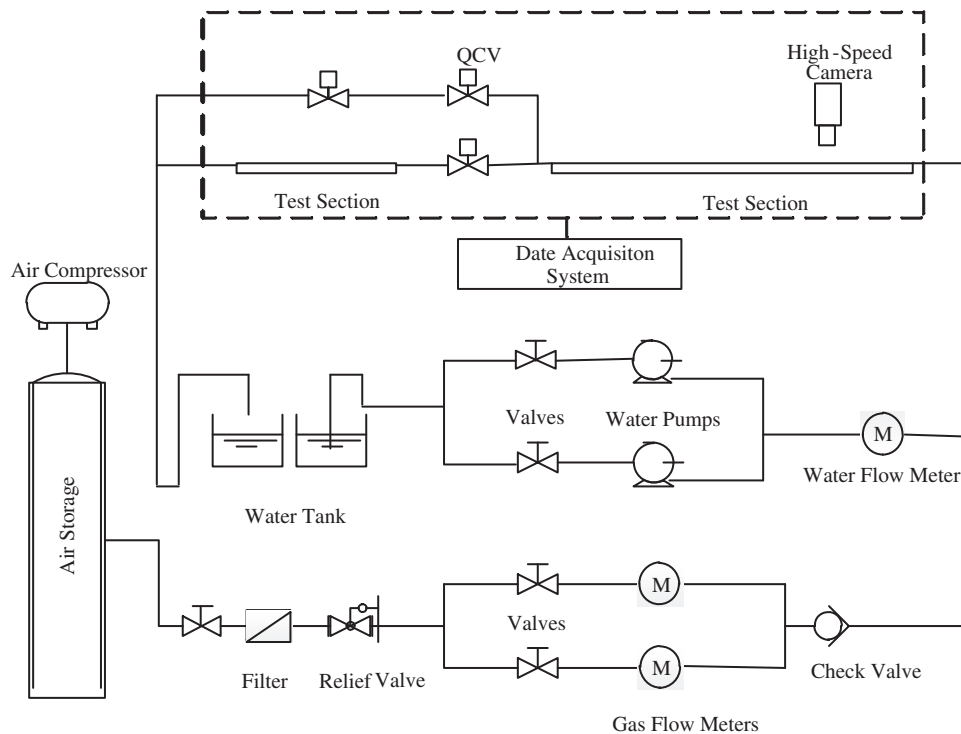 QCV
High-Speed
Camera
Test Section
Test Section
Date Acquisiton
System
Air Compressor
Valves
Water Pumps
M
Water Flow Meter
Water Tank
Air Storage
M
Valves
M
Filter
Relief Valve
Check Valve
Gas Flow Meters